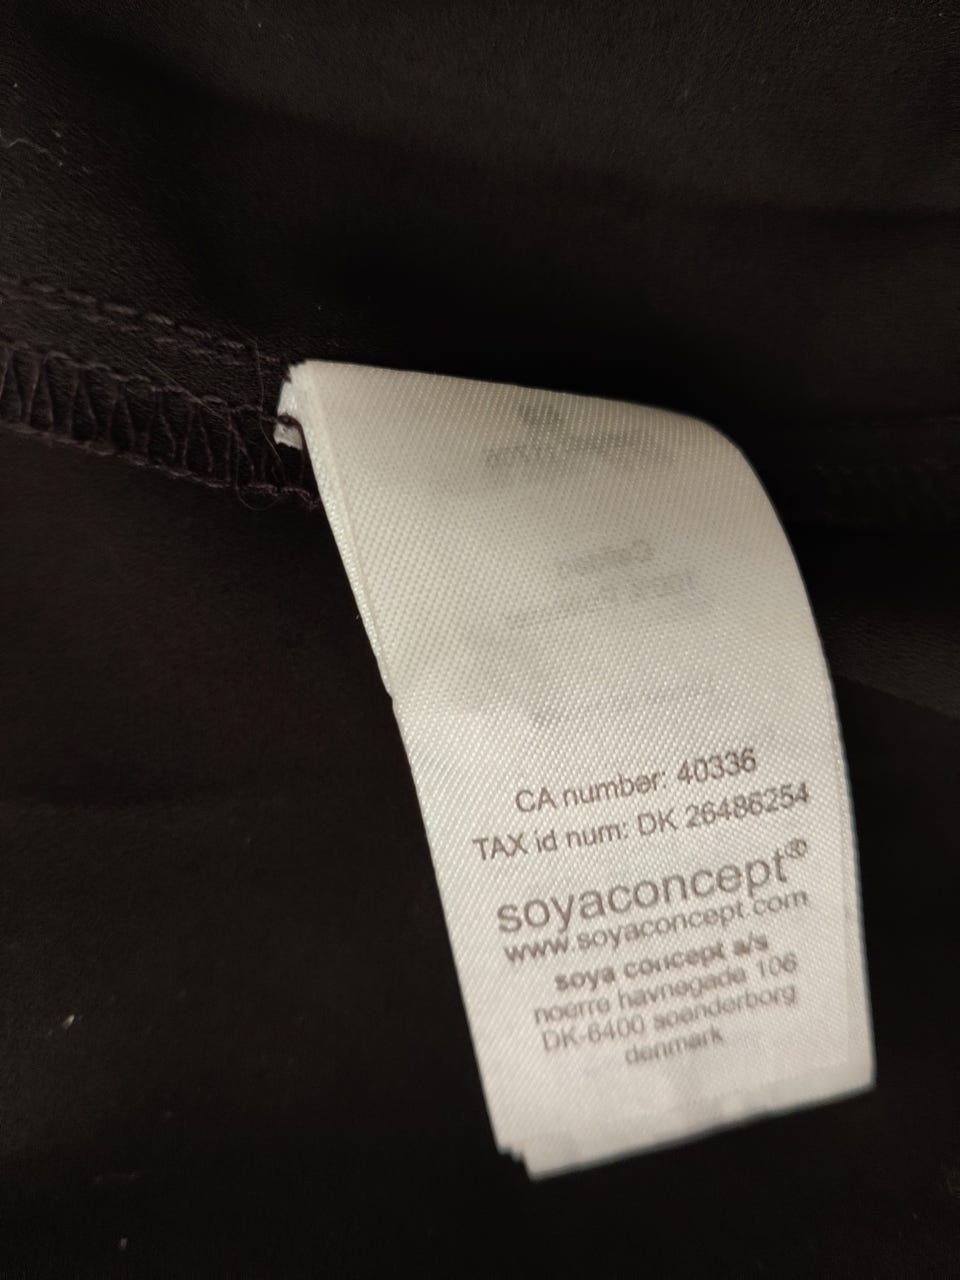 CA number: 40336
TAX id num: DK 26486254
soyaconcept®
www.soyaconcept.com
soya concept a/s
noerre havnegade 106
DK-6400 soenderborg
denmark